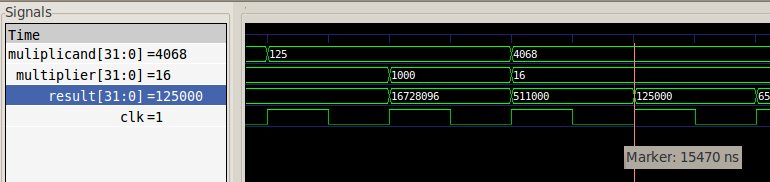 Signals
Time
muliplicand[31:0] =4068
multiplier[31:0] =16
result[31:0] =125000
clk =1
125 4068
1000 16
16728096 511000 125000 65
Marker: 15470 ns